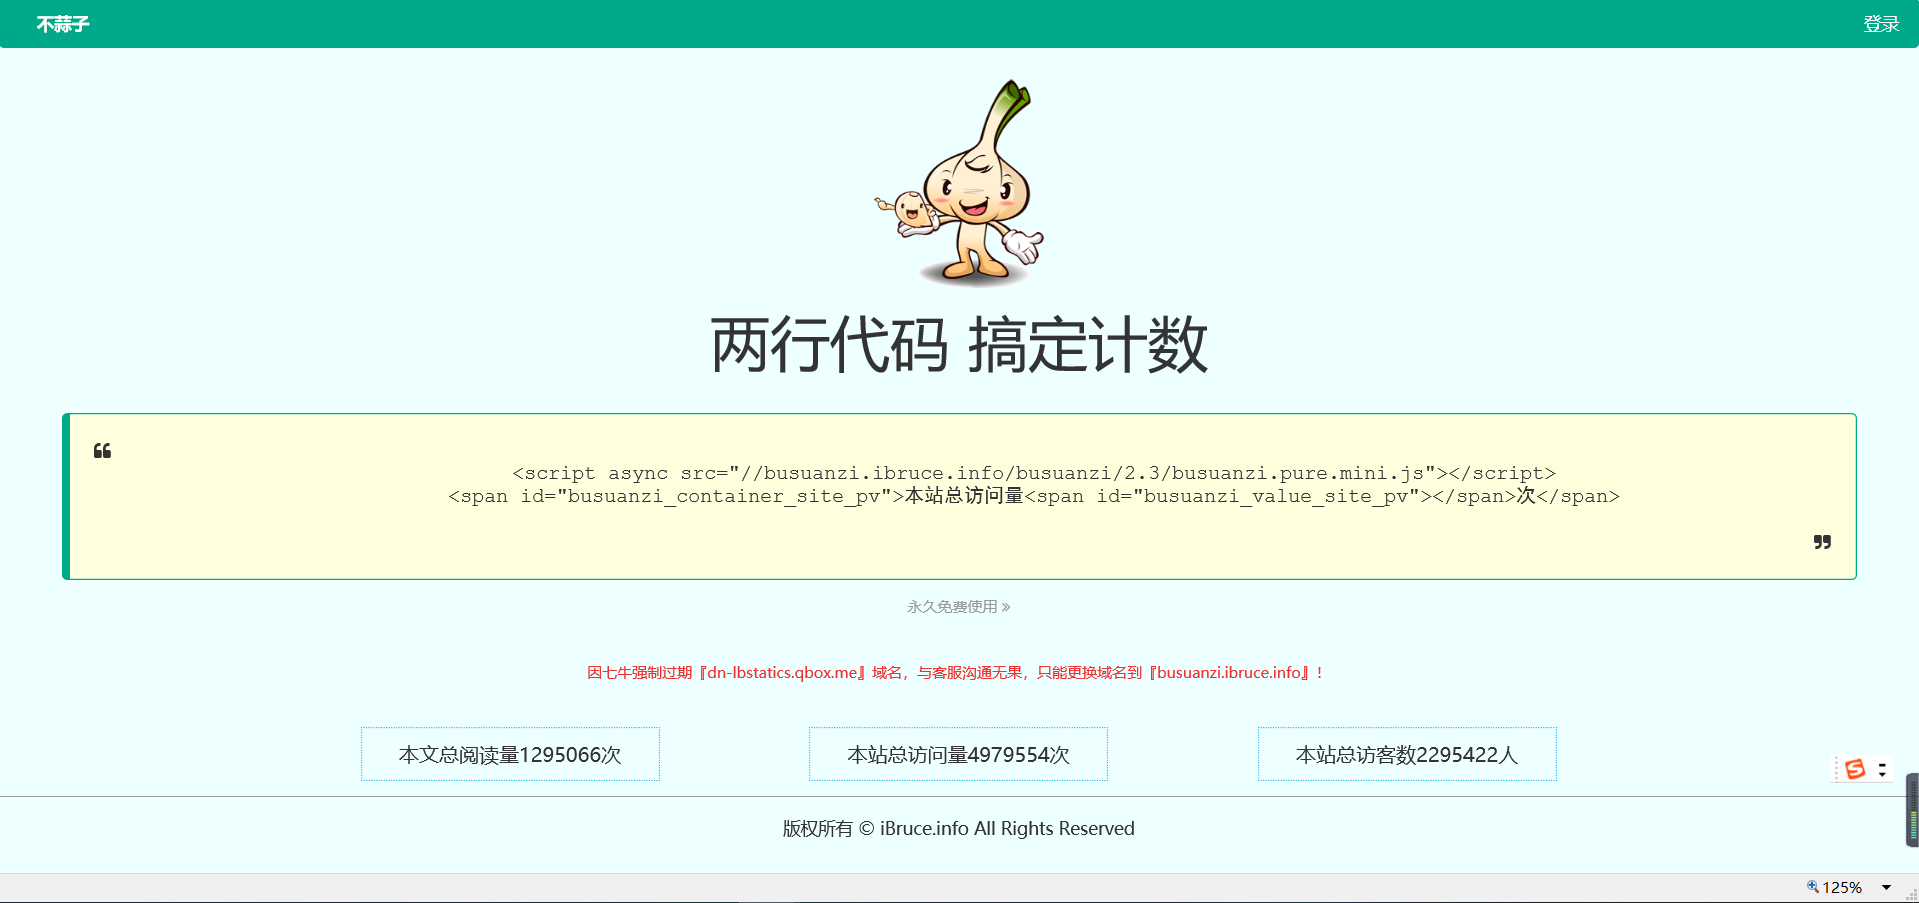 不蒜子
登录
两行代码 搞定计数
<script async src="//busuanzi.ibruce.info/busuanzi/2.3/busuanzi.pure.mini.js"></script>
<span id="busuanzi_container_site_pv">本站总访问量<span id="busuanzi_value_site_pv"></span>次</span>
永久免费使用 »
因七牛强制过期『dn-lbstatics.qbox.me』域名，与客服沟通无果，只能更换域名到『busuanzi.ibruce.info』！
本文总阅读量1295066次
本站总访问量4979554次
本站总访客数2295422人
版权所有 © iBruce.info All Rights Reserved
125%